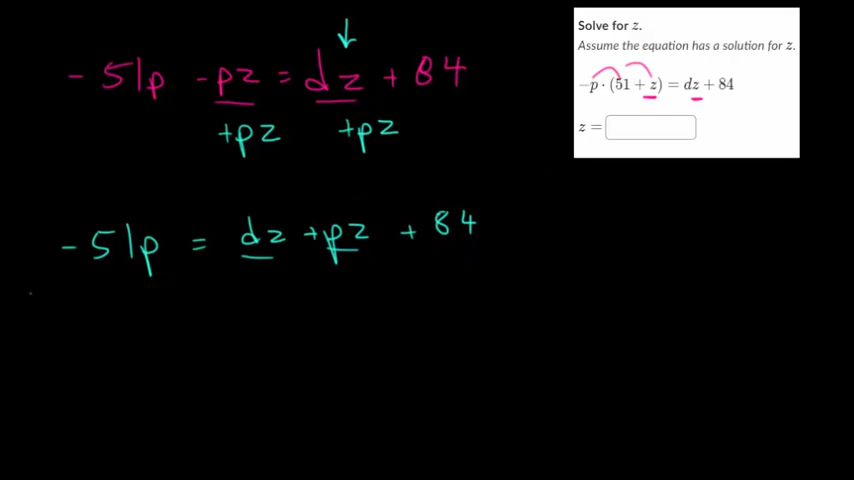 -51p -pz = dz + 84
+pz +pz
-51p = dz +pz + 84
Solve for z.
Assume the equation has a solution for z.
-p · (51 + z) = dz + 84
z =